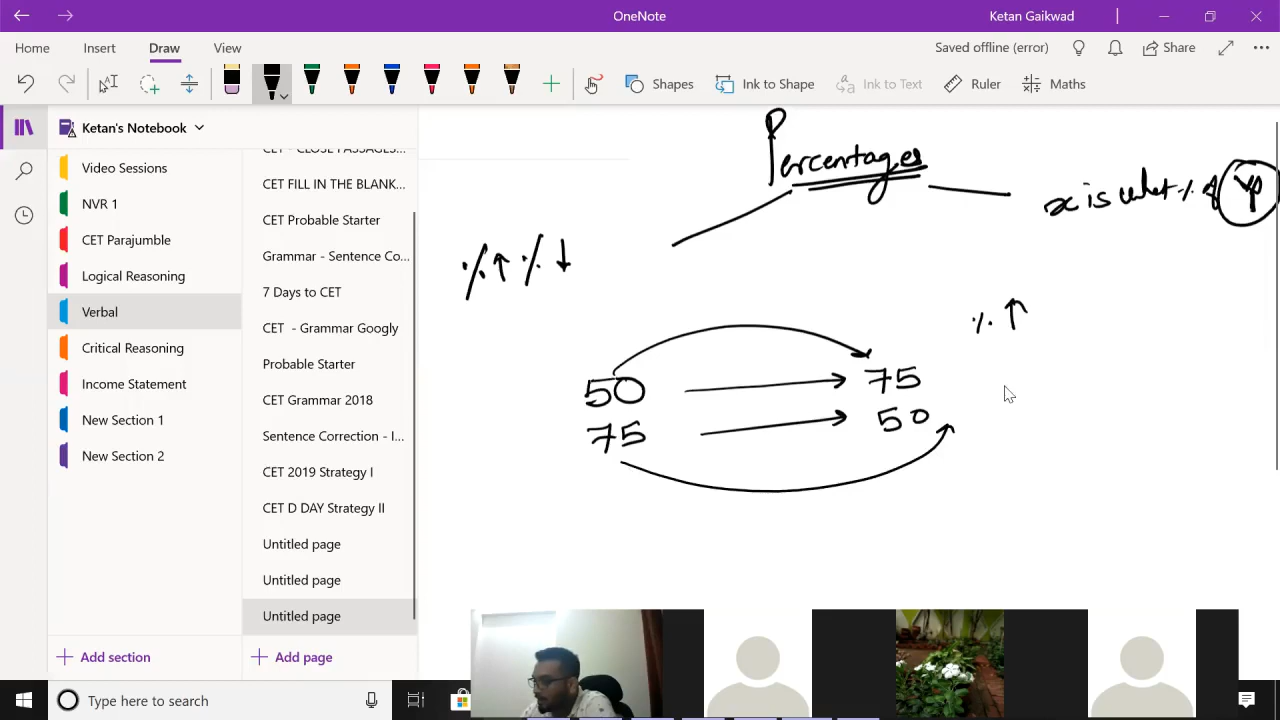 OneNote
Ketan Gaikwad
Home Insert Draw View
Saved offline (error) Share
Shapes Ink to Shape Ink to Text Ruler Maths
Ketan's Notebook
Video Sessions
NVR 1
CET Parajumble
Logical Reasoning
Verbal
Critical Reasoning
Income Statement
New Section 1
New Section 2
Add section
CET - CLOSE PASSAGES...
CET FILL IN THE BLANK...
CET Probable Starter
Grammar - Sentence Co...
7 Days to CET
CET - Grammar Googly
Probable Starter
CET Grammar 2018
Sentence Correction - I...
CET 2019 Strategy I
CET D DAY Strategy II
Untitled page
Untitled page
Untitled page
Add page
Percentages
x is what % of
% ↑ % ↓
% ↑
50 → 75
75 → 50
Type here to search